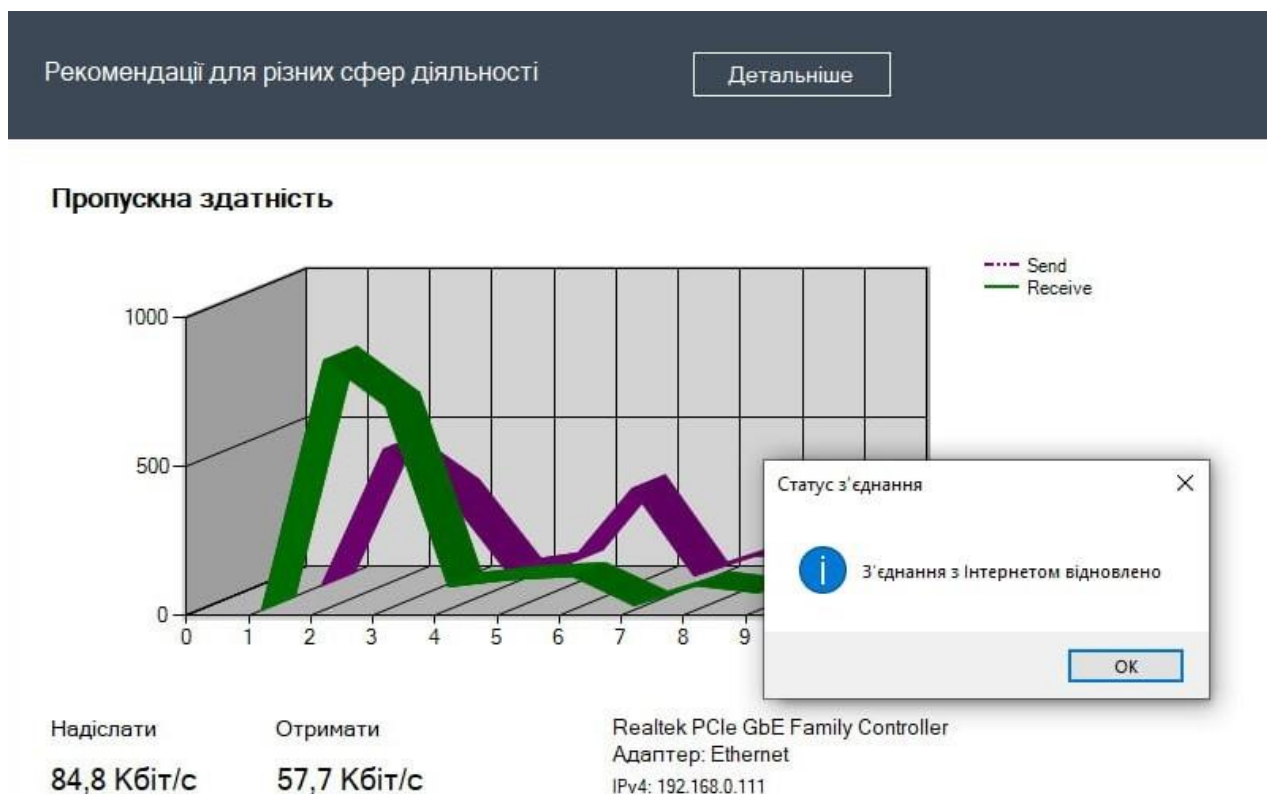 Рекомендації для різних сфер діяльності
Детальніше
Пропускна здатність
Send
Receive
1000
500
0
0 1 2 3 4 5 6 7 8 9
Статус з'єднання
З'єднання з Інтернетом відновлено
OK
Надіслати
84,8 Кбіт/с
Отримати
57,7 Кбіт/с
Realtek PCIe GbE Family Controller
Адаптер: Ethernet
IPv4: 192.168.0.111